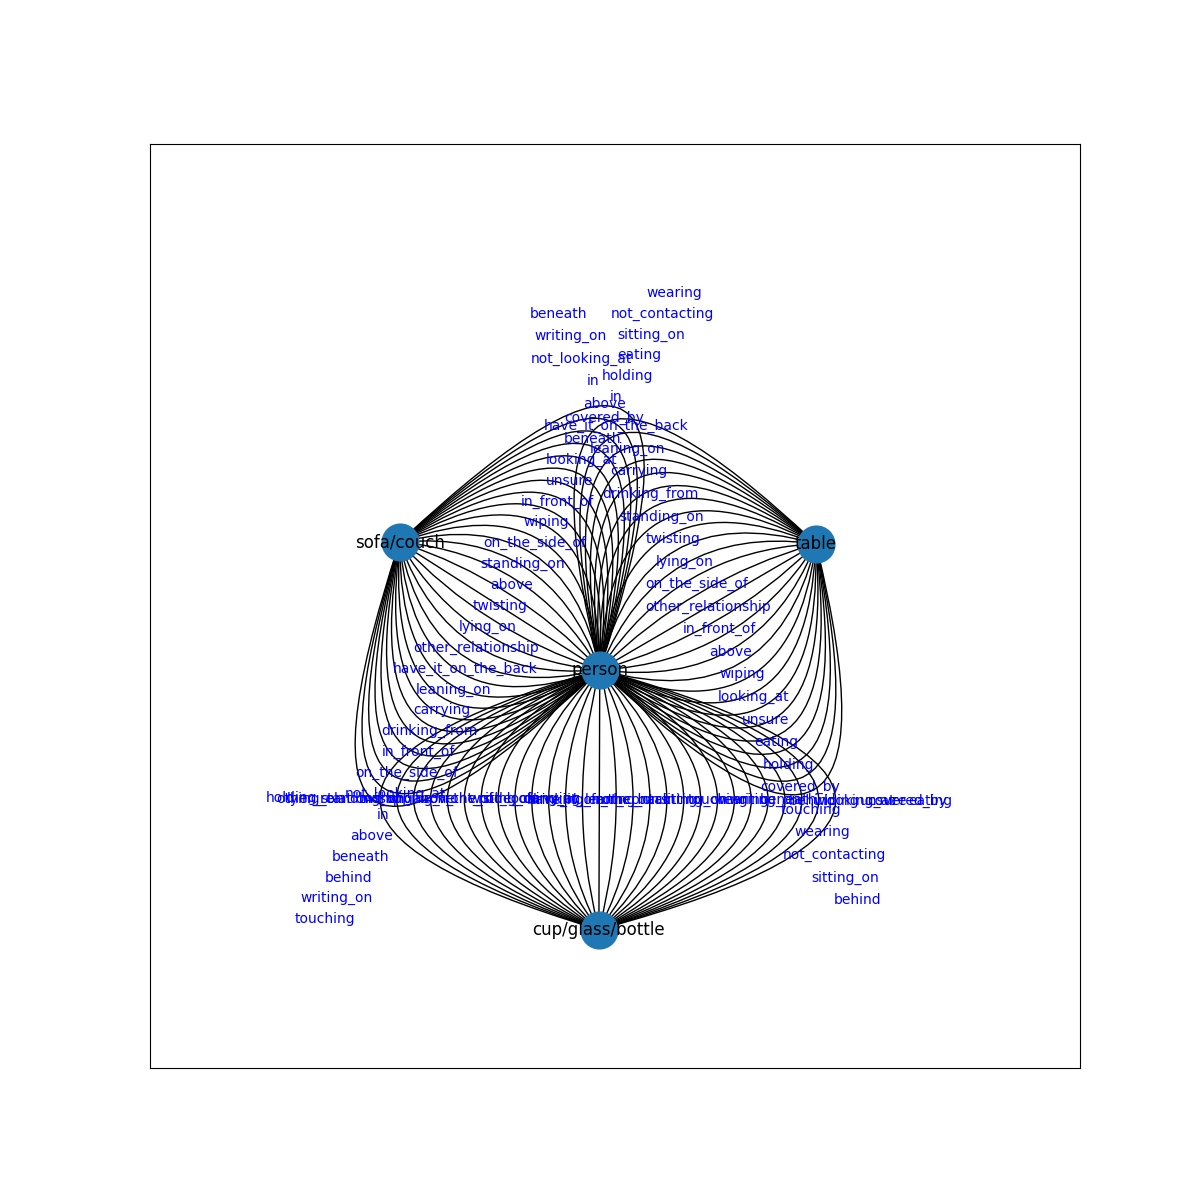 wearing
beneath
not_contacting
writing_on
sitting_on
eating
not_looking_at
holding
in
in
above
covered_by
have_it_on_the_back
beneath
leaning_on
looking_at
carrying
unsure
drinking_from
in_front_of
standing_on
wiping
twisting
sofa/couch
on_the_side_of
table
standing_on
lying_on
above
on_the_side_of
twisting
other_relationship
lying_on
in_front_of
other_relationship
above
person
have_it_on_the_back
wiping
leaning_on
looking_at
carrying
unsure
drinking_from
eating
in_front_of
holding
on_the_side_of
covered_by
not_looking_at
holding
eating
touching
in
wearing
above
not_contacting
beneath
behind
sitting_on
writing_on
behind
touching
cup/glass/bottle